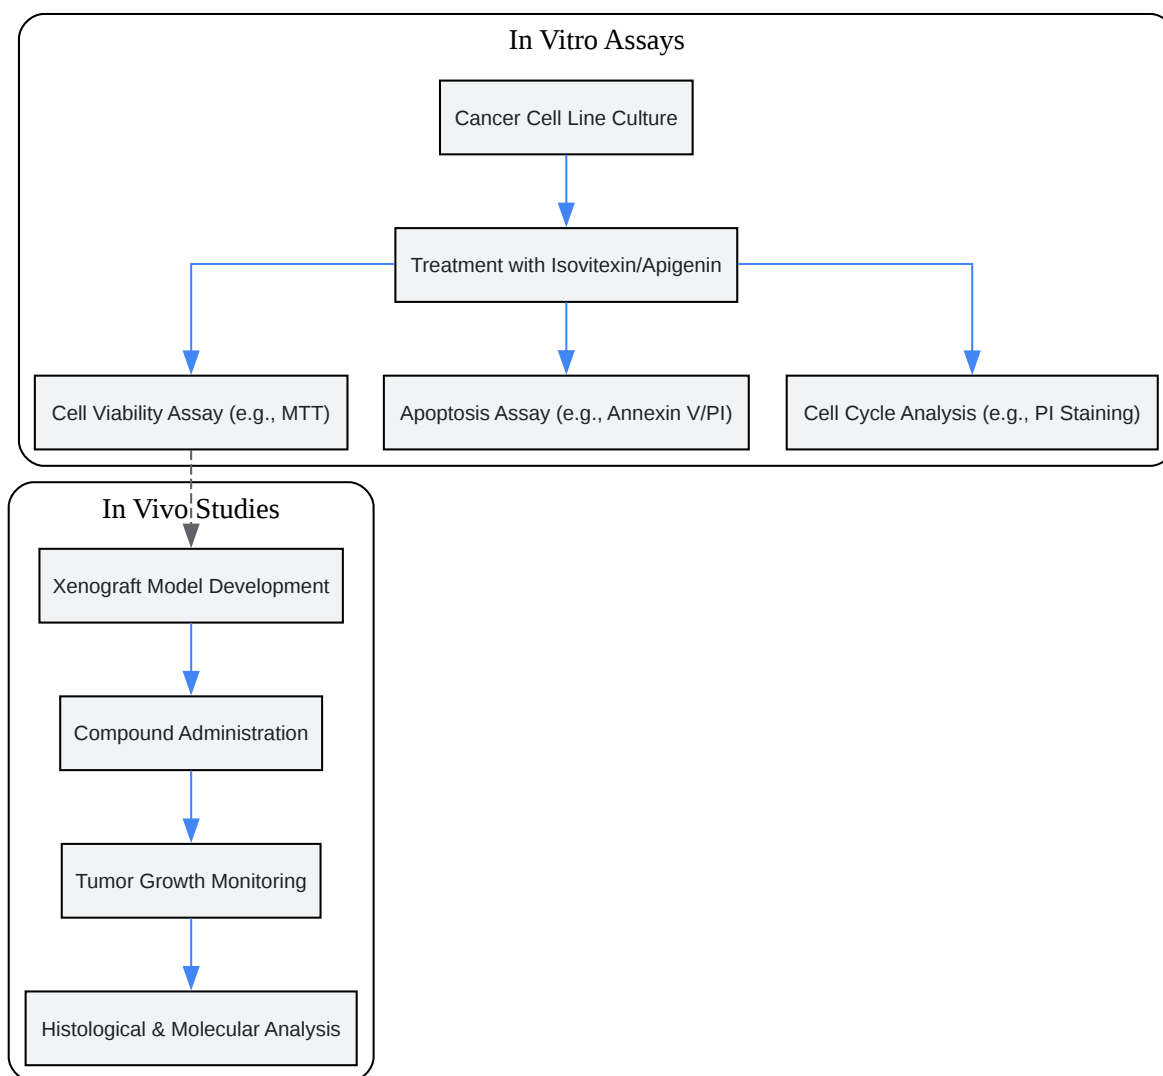 In Vitro Assays
Cancer Cell Line Culture
Treatment with Isovitexin/Apigenin
Cell Viability Assay (e.g., MTT)
Apoptosis Assay (e.g., Annexin V/PI)
Cell Cycle Analysis (e.g., PI Staining)
In Vivo Studies
Xenograft Model Development
Compound Administration
Tumor Growth Monitoring
Histological & Molecular Analysis